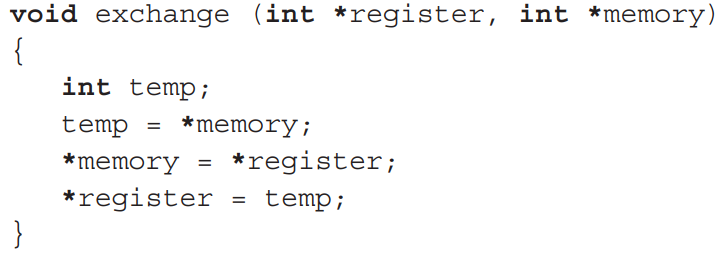 void exchange (int *register, int *memory)
{
int temp;
temp = *memory;
*memory = *register;
*register = temp;
}